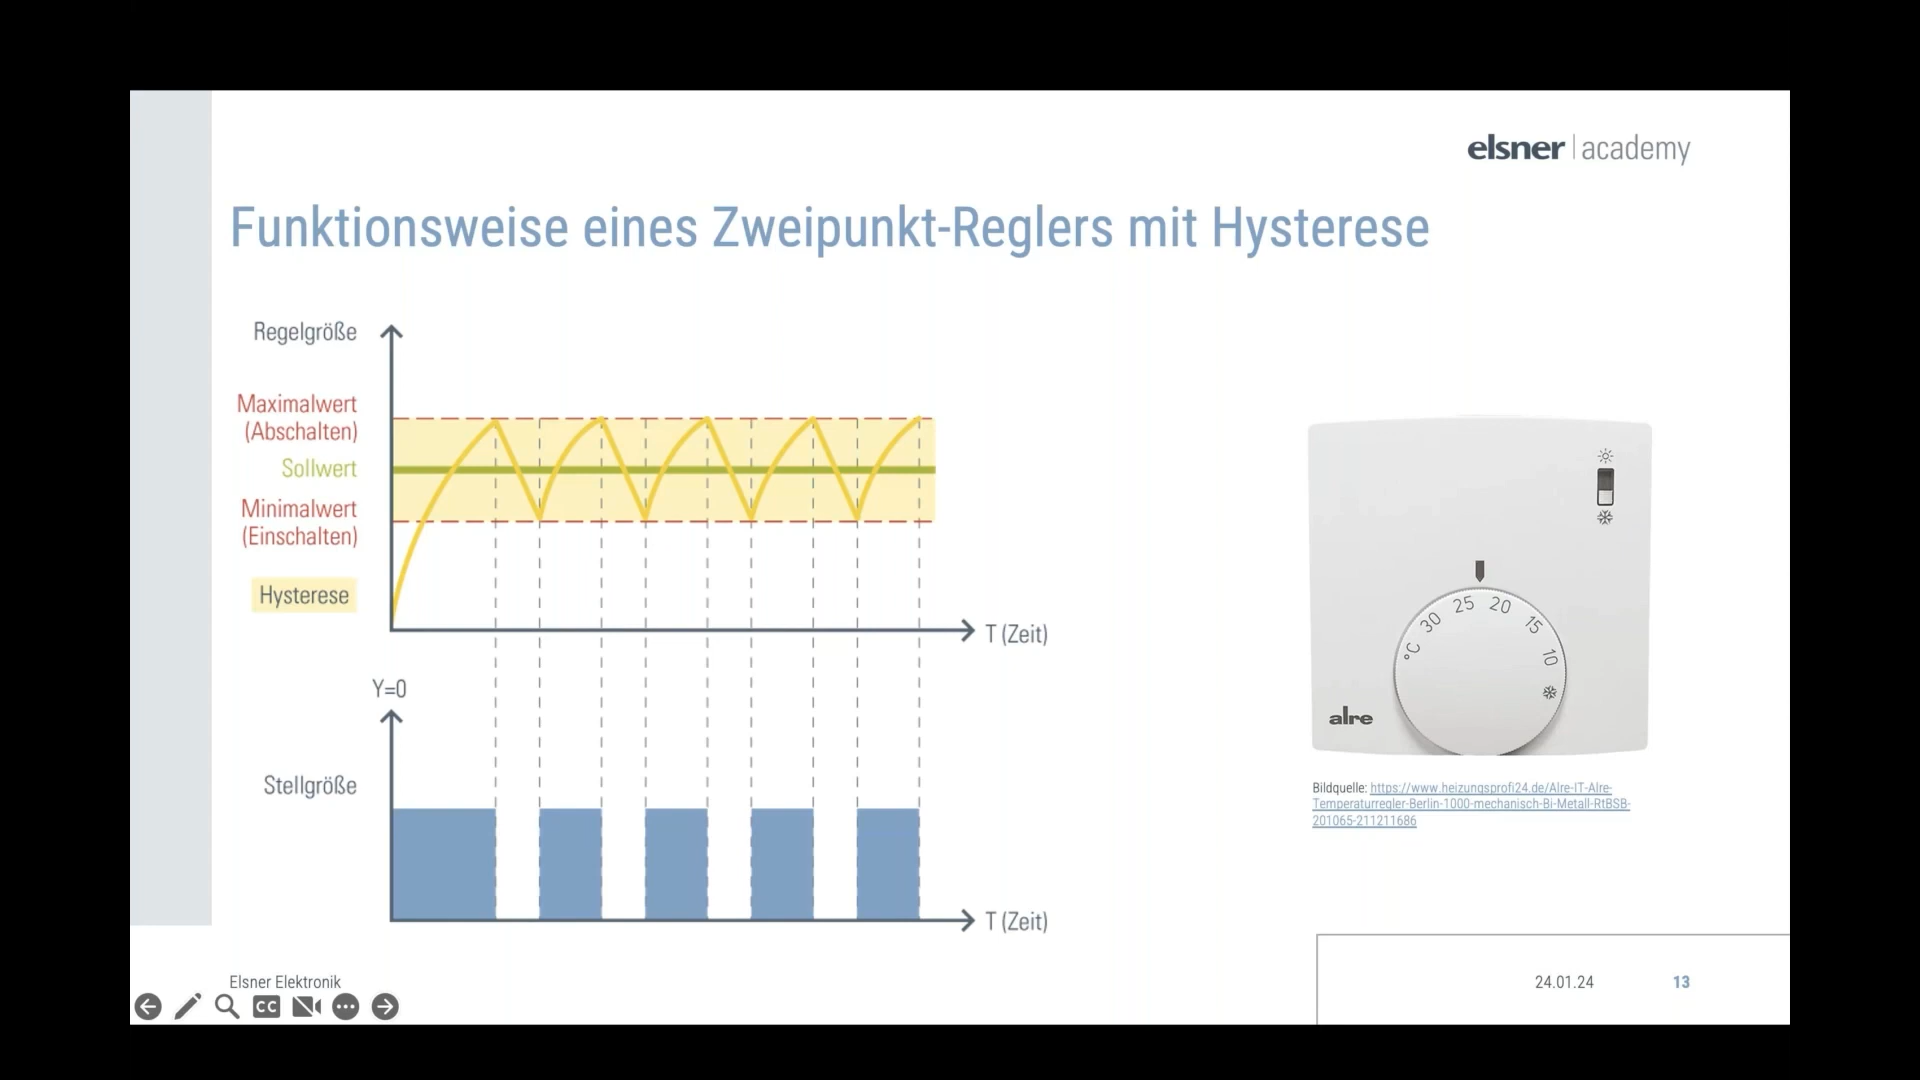 elsner | academy
Funktionsweise eines Zweipunkt-Reglers mit Hysterese
Regelgröße
Maximalwert
(Abschalten)
Sollwert
Minimalwert
(Einschalten)
Hysterese
T (Zeit)
Y=0
Stellgröße
T (Zeit)
°C 30 25 20 15 10
alre
Bildquelle: https://www.heizungsprofi24.de/Alre-IT-Alre-
Temperaturregler-Berlin-1000-mechanisch-Bi-Metall-RtBSB-
201065-211211686
Elsner Elektronik
CC
24.01.24
13